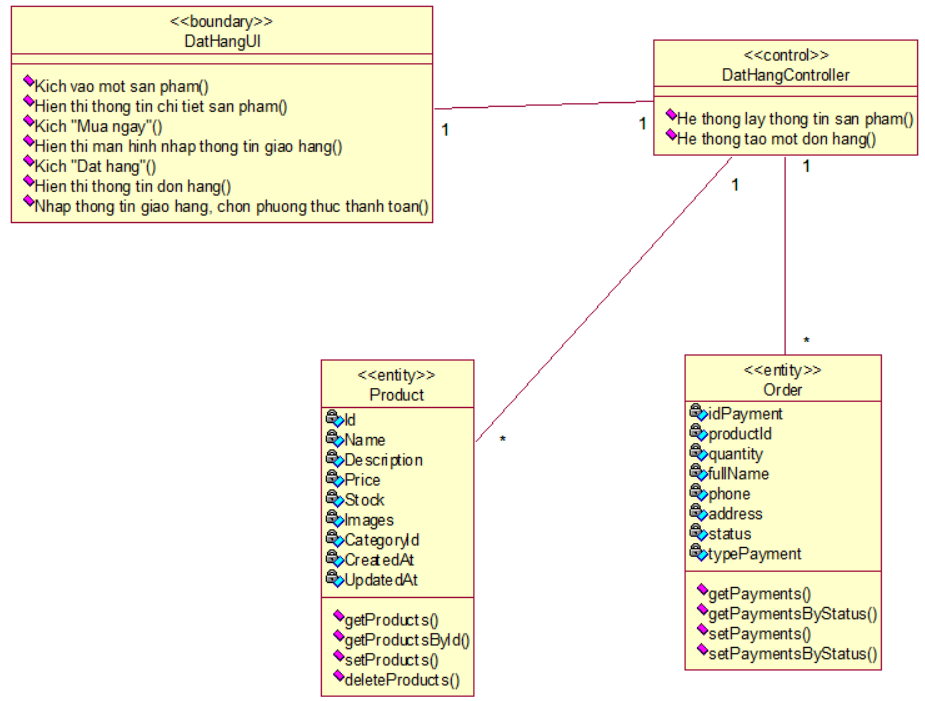 <<boundary>>
DatHangUI
Kich vao mot san pham()
Hien thi thong tin chi tiet san pham()
Kich "Mua ngay"()
Hien thi man hinh nhap thong tin giao hang()
Kich "Dat hang"()
Hien thi thong tin don hang()
Nhap thong tin giao hang, chon phuong thuc thanh toan()
1
1
<<control>>
DatHangController
He thong lay thong tin san pham()
He thong tao mot don hang()
1
1
*
*
<<entity>>
Product
Id
Name
Description
Price
Stock
Images
CategoryId
CreatedAt
UpdatedAt
getProducts()
getProductsById()
setProducts()
deleteProducts()
<<entity>>
Order
idPayment
productId
quantity
fullName
phone
address
status
typePayment
getPayments()
getPaymentsByStatus()
setPayments()
setPaymentsByStatus()